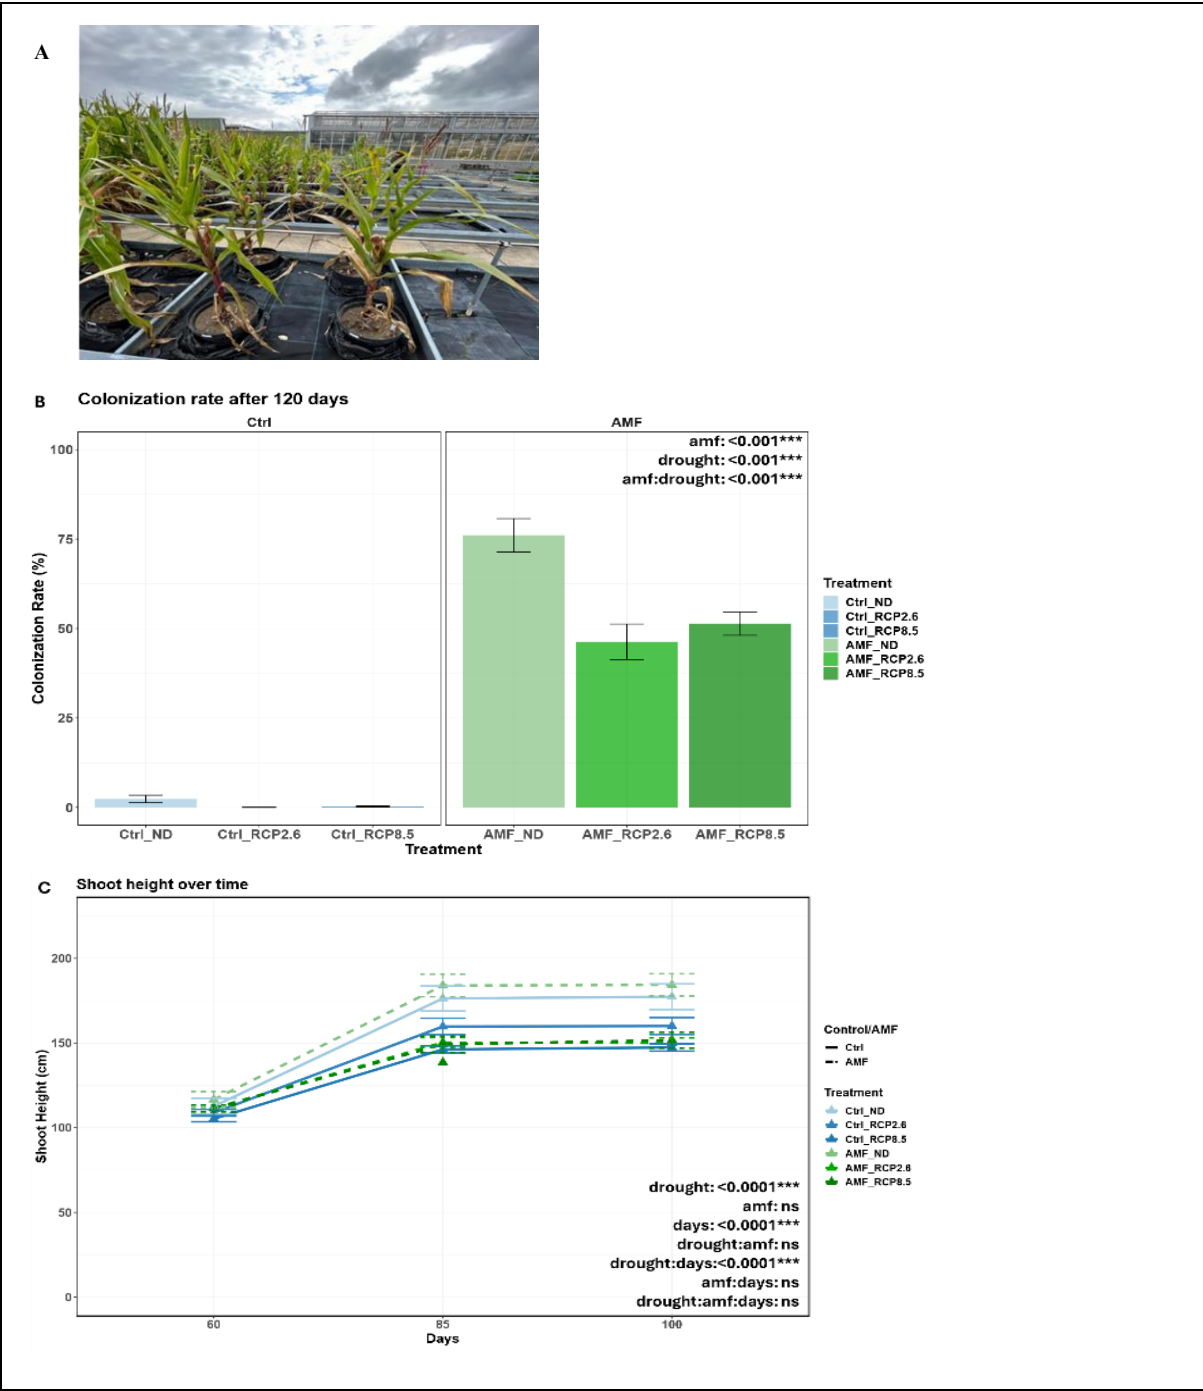 A
B Colonization rate after 120 days
Ctrl
AMF
amf: <0.001***
drought: <0.001***
amf:drought: <0.001***
100
75
50
25
0
Colonization Rate (%)
Ctrl_ND Ctrl_RCP2.6 Ctrl_RCP8.5 AMF_ND AMF_RCP2.6 AMF_RCP8.5
Treatment
Treatment
Ctrl_ND
Ctrl_RCP2.6
Ctrl_RCP8.5
AMF_ND
AMF_RCP2.6
AMF_RCP8.5
C Shoot height over time
200
150
100
50
0
Shoot Height (cm)
drought: <0.0001***
amf: ns
days: <0.0001***
drought:amf: ns
drought:days:<0.0001***
amf:days: ns
drought:amf:days: ns
60 85 100
Days
Control/AMF
Ctrl
AMF
Treatment
Ctrl_ND
Ctrl_RCP2.6
Ctrl_RCP8.5
AMF_ND
AMF_RCP2.6
AMF_RCP8.5